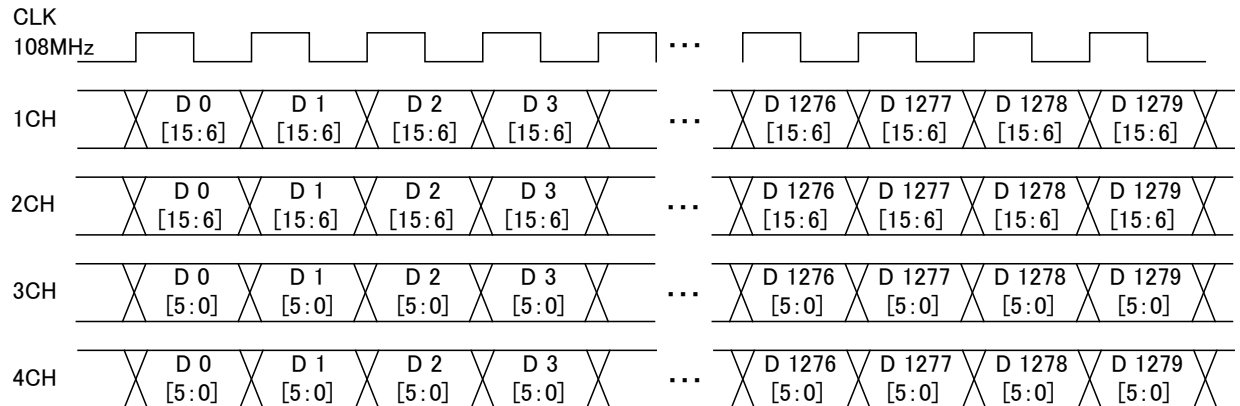 CLK
108MHz
...
1CH
D 0 D 1 D 2 D 3 ... D 1276 D 1277 D 1278 D 1279
[15:6] [15:6] [15:6] [15:6] [15:6] [15:6] [15:6] [15:6]
2CH
D 0 D 1 D 2 D 3 ... D 1276 D 1277 D 1278 D 1279
[15:6] [15:6] [15:6] [15:6] [15:6] [15:6] [15:6] [15:6]
3CH
D 0 D 1 D 2 D 3 ... D 1276 D 1277 D 1278 D 1279
[5:0] [5:0] [5:0] [5:0] [5:0] [5:0] [5:0] [5:0]
4CH
D 0 D 1 D 2 D 3 ... D 1276 D 1277 D 1278 D 1279
[5:0] [5:0] [5:0] [5:0] [5:0] [5:0] [5:0] [5:0]